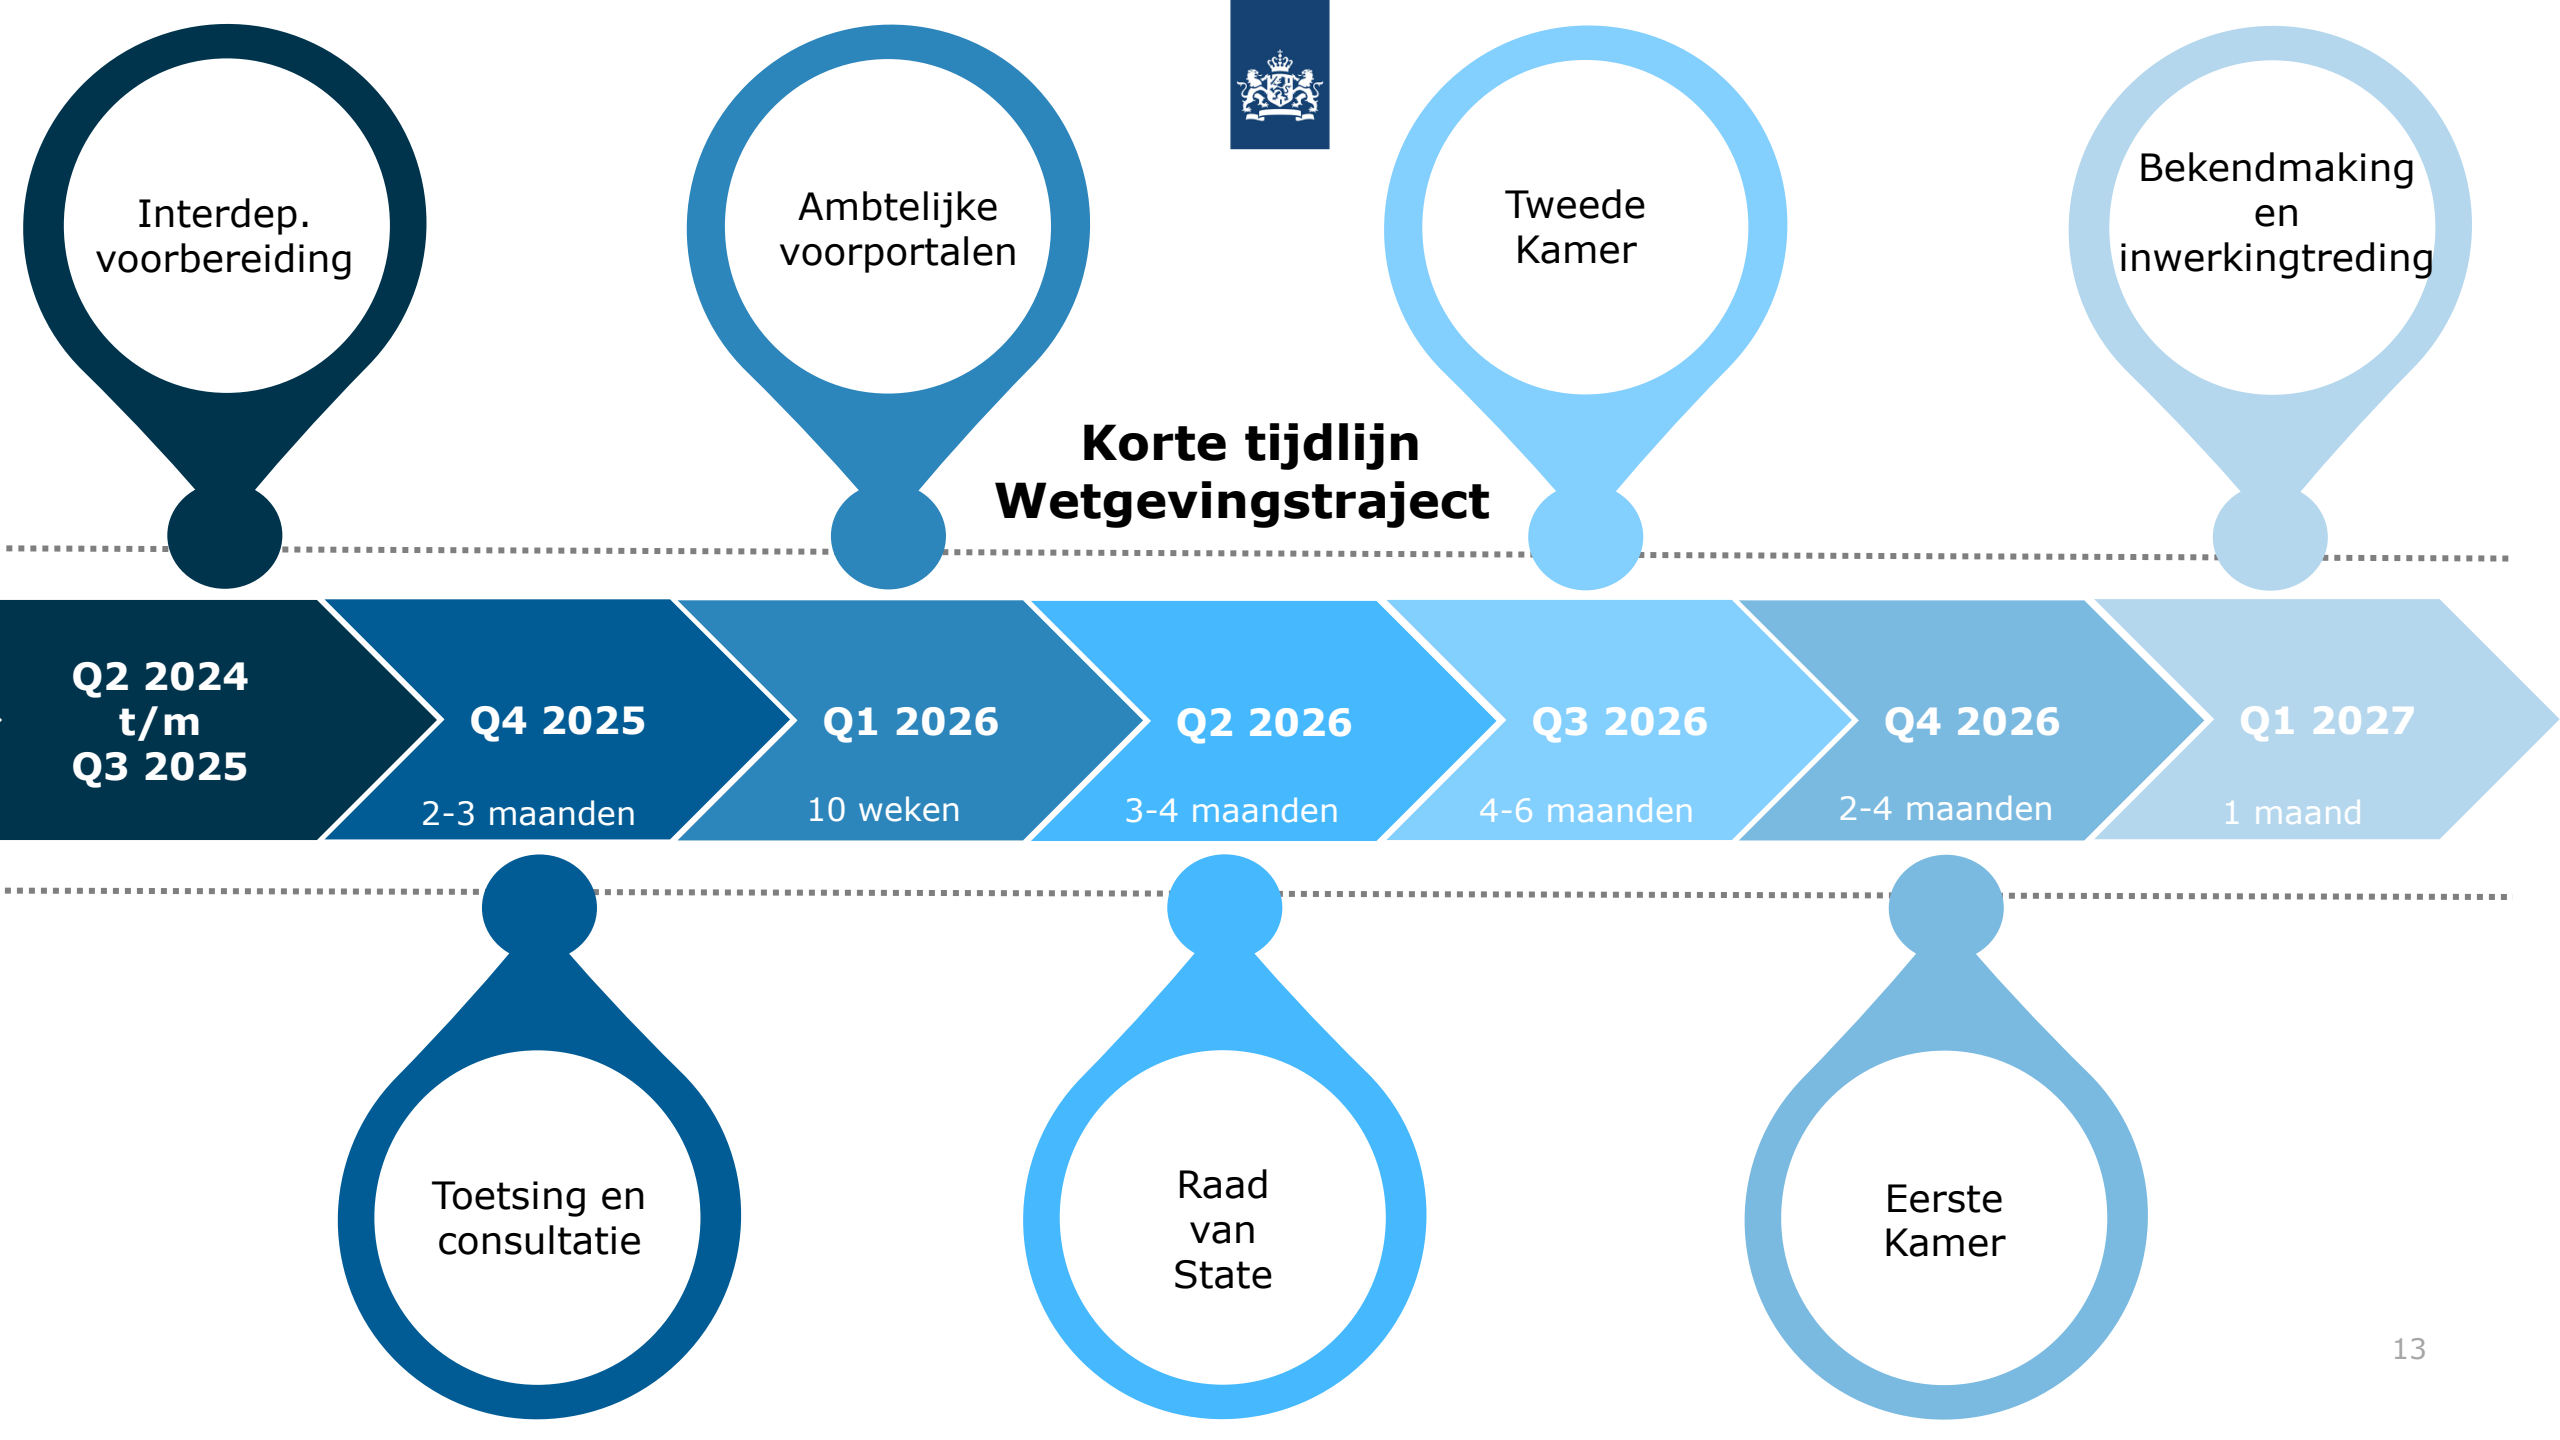 Interdep.
voorbereiding
Ambtelijke
voorportalen
Tweede
Kamer
Bekendmaking
en
inwerkingtreding
Korte tijdlijn
Wetgevingstraject
Q2 2024
t/m
Q3 2025
Q4 2025
2-3 maanden
Q1 2026
10 weken
Q2 2026
3-4 maanden
Q3 2026
4-6 maanden
Q4 2026
2-4 maanden
Q1 2027
1 maand
Toetsing en
consultatie
Raad
van
State
Eerste
Kamer
13